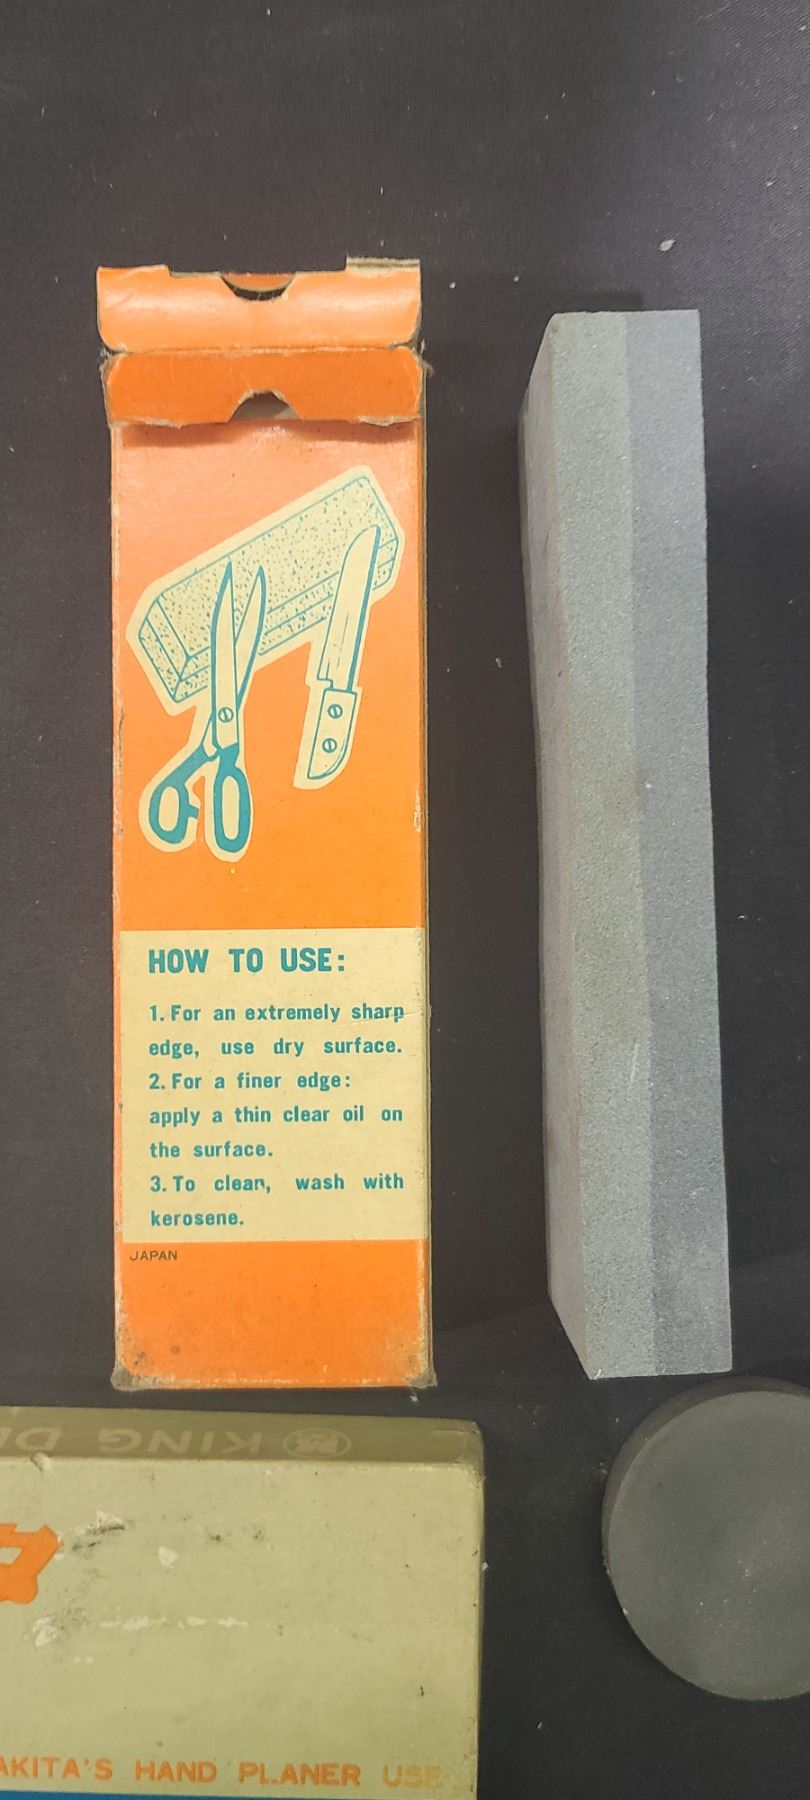 HOW TO USE:
1. For an extremely sharp
edge, use dry surface.
2. For a finer edge:
apply a thin clear oil on
the surface.
3. To clean, wash with
kerosene.
JAPAN
KING
HAND PLANER USE